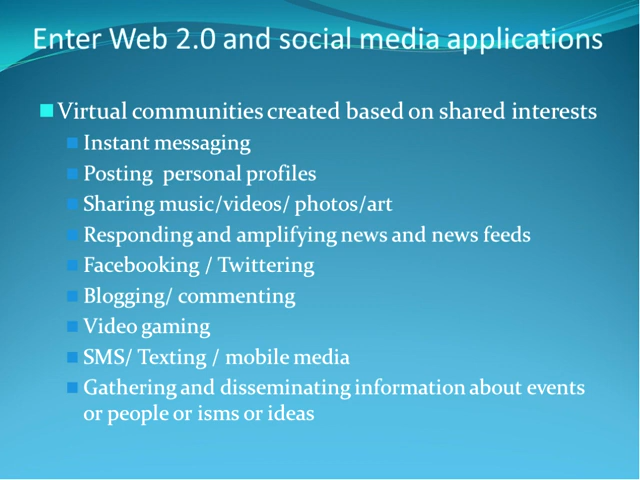 Enter Web 2.0 and social media applications
Virtual communities created based on shared interests
Instant messaging
Posting  personal profiles
Sharing music/videos/ photos/art
Responding and amplifying news and news feeds
Facebooking / Twittering
Blogging/ commenting
Video gaming
SMS/ Texting / mobile media
Gathering and disseminating information about events
or people or isms or ideas